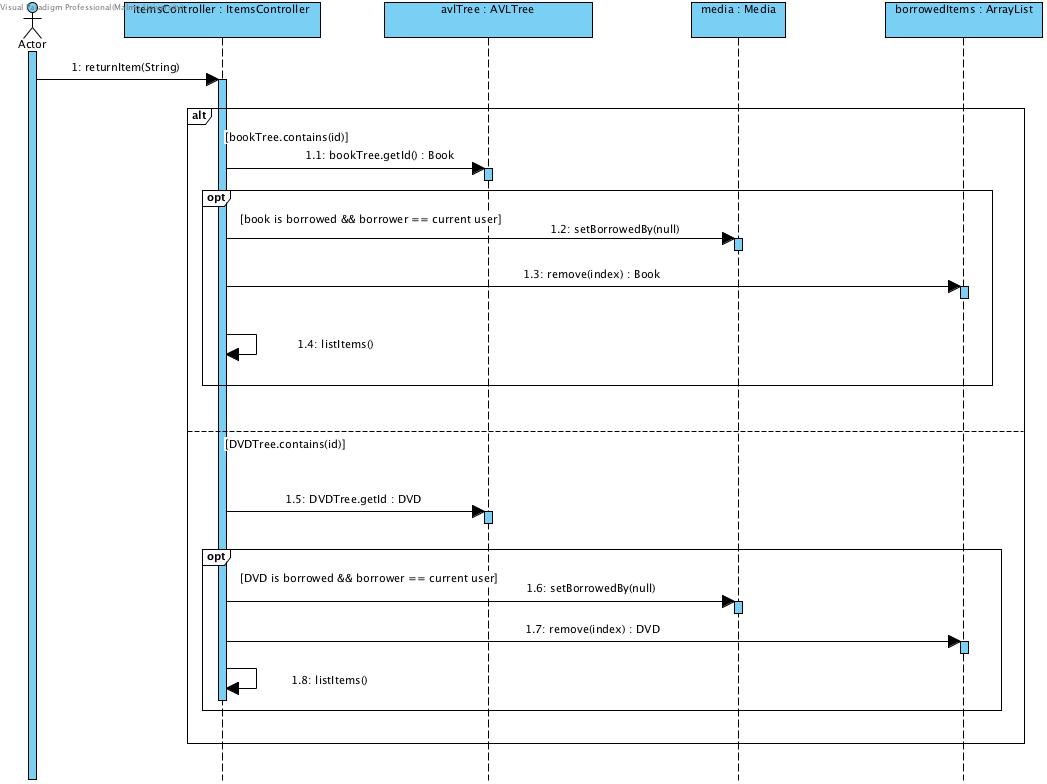 Visual Paradigm Professional(Malm
itemsController : ItemsController
avlTree : AVLTree
media : Media
borrowedItems : ArrayList
Actor
1: returnItem(String)
alt
[bookTree.contains(id)]
1.1: bookTree.getId() : Book
opt
[book is borrowed && borrower == current user]
1.2: setBorrowedBy(null)
1.3: remove(index) : Book
1.4: listItems()
[DVDTree.contains(id)]
1.5: DVDTree.getId : DVD
opt
[DVD is borrowed && borrower == current user]
1.6: setBorrowedBy(null)
1.7: remove(index) : DVD
1.8: listItems()